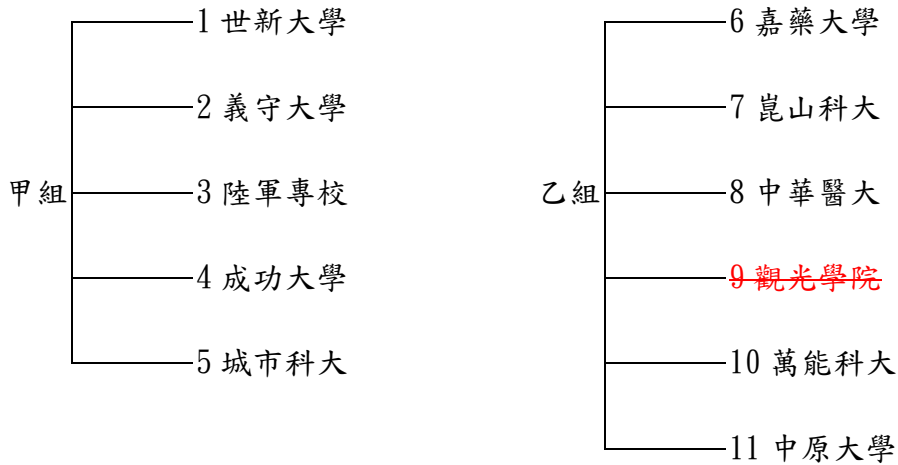 甲組
1 世新大學
2 義守大學
3 陸軍專校
4 成功大學
5 城市科大
乙組
6 嘉藥大學
7 崑山科大
8 中華醫大
9 觀光學院
10 萬能科大
11 中原大學